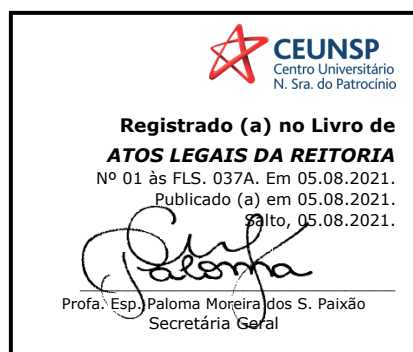 CEUNSP
Centro Universitário
N. Sra. do Patrocínio
Registrado (a) no Livro de
ATOS LEGAIS DA REITORIA
Nº 01 às FLS. 037A. Em 05.08.2021.
Publicado (a) em 05.08.2021.
Salto, 05.08.2021.
Paloma
Profa. Esp. Paloma Moreira dos S. Paixão
Secretária Geral